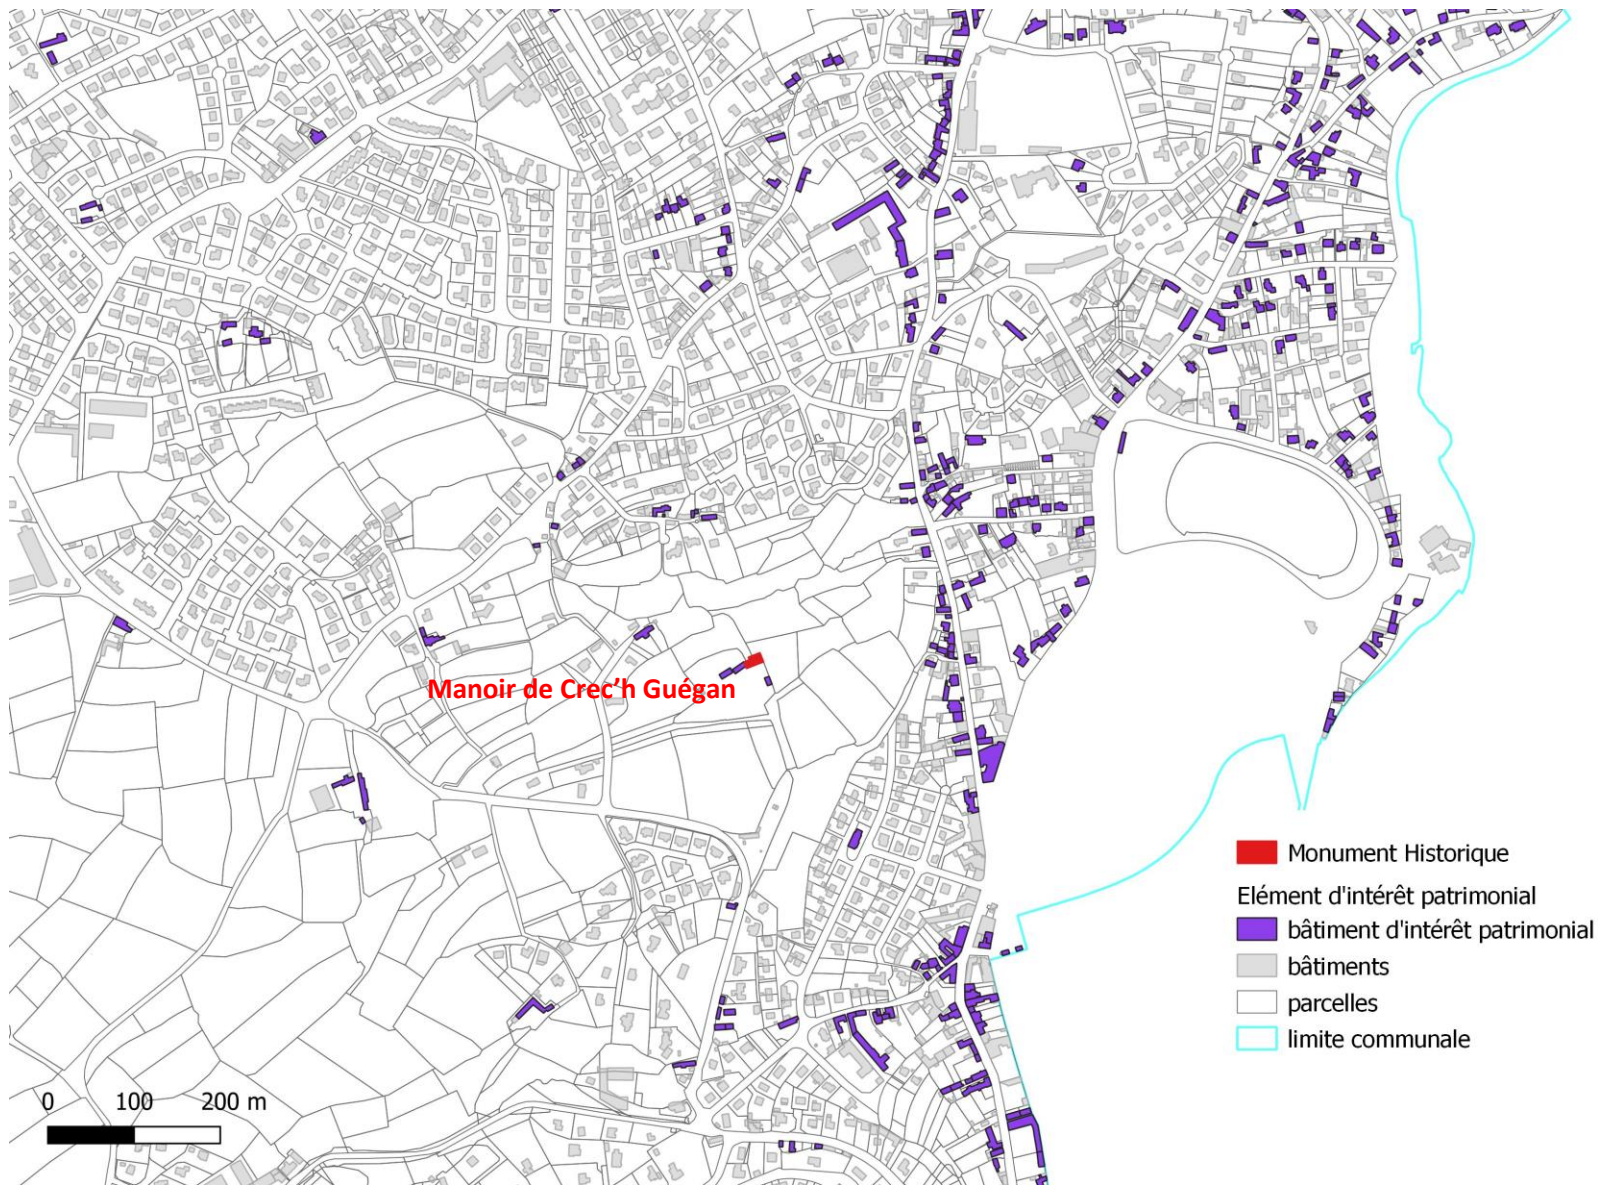 Manoir de Crec’h Guégan
Monument Historique
Elément d'intérêt patrimonial
bâtiment d'intérêt patrimonial
bâtiments
parcelles
limite communale
0 100 200 m